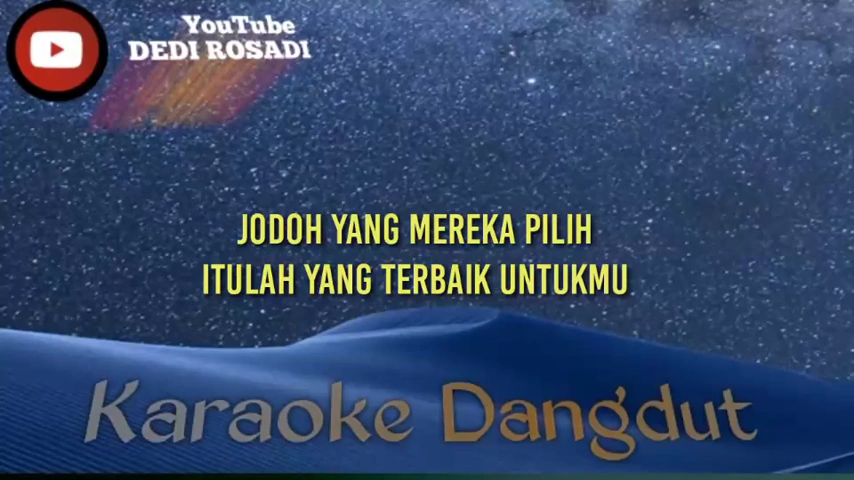 YouTube
DEDI ROSADI
JODOH YANG MEREKA PILIH
ITULAH YANG TERBAIK UNTUKMU
Karaoke Dangdut